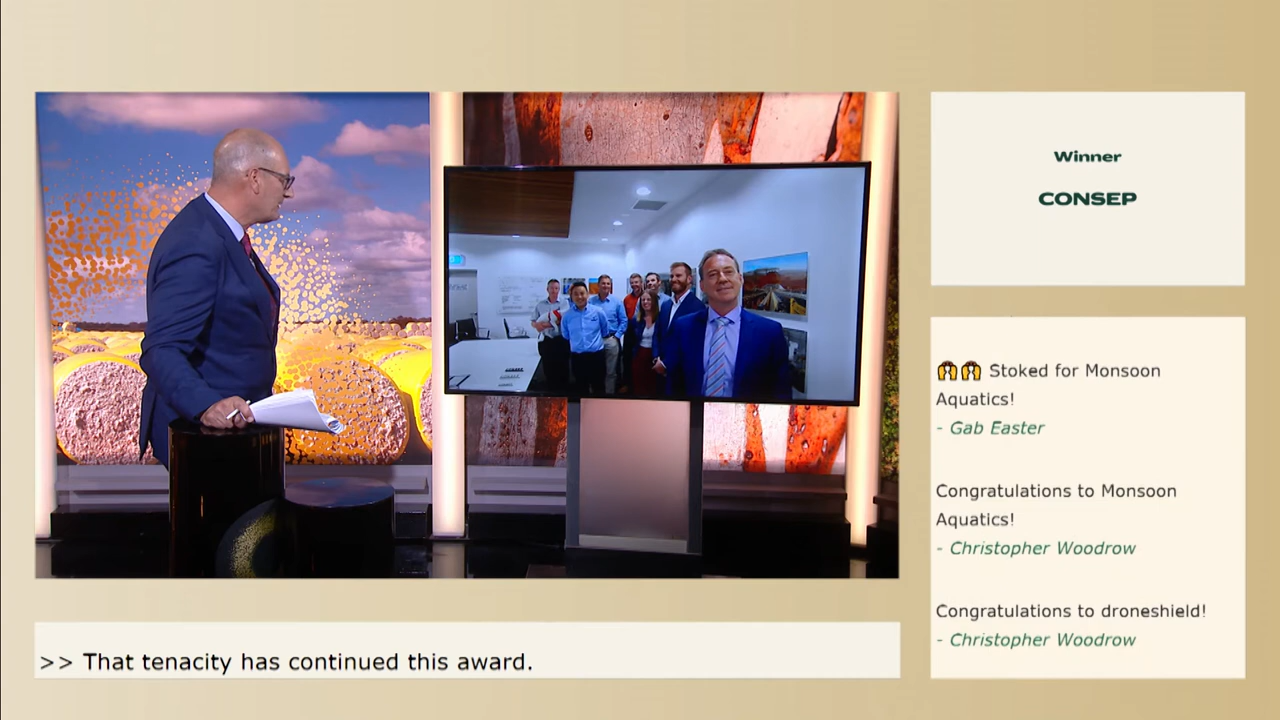 Winner
CONSEP
🙌🙌 Stoked for Monsoon
Aquatics!
- Gab Easter
Congratulations to Monsoon
Aquatics!
- Christopher Woodrow
Congratulations to droneshield!
- Christopher Woodrow
>> That tenacity has continued this award.